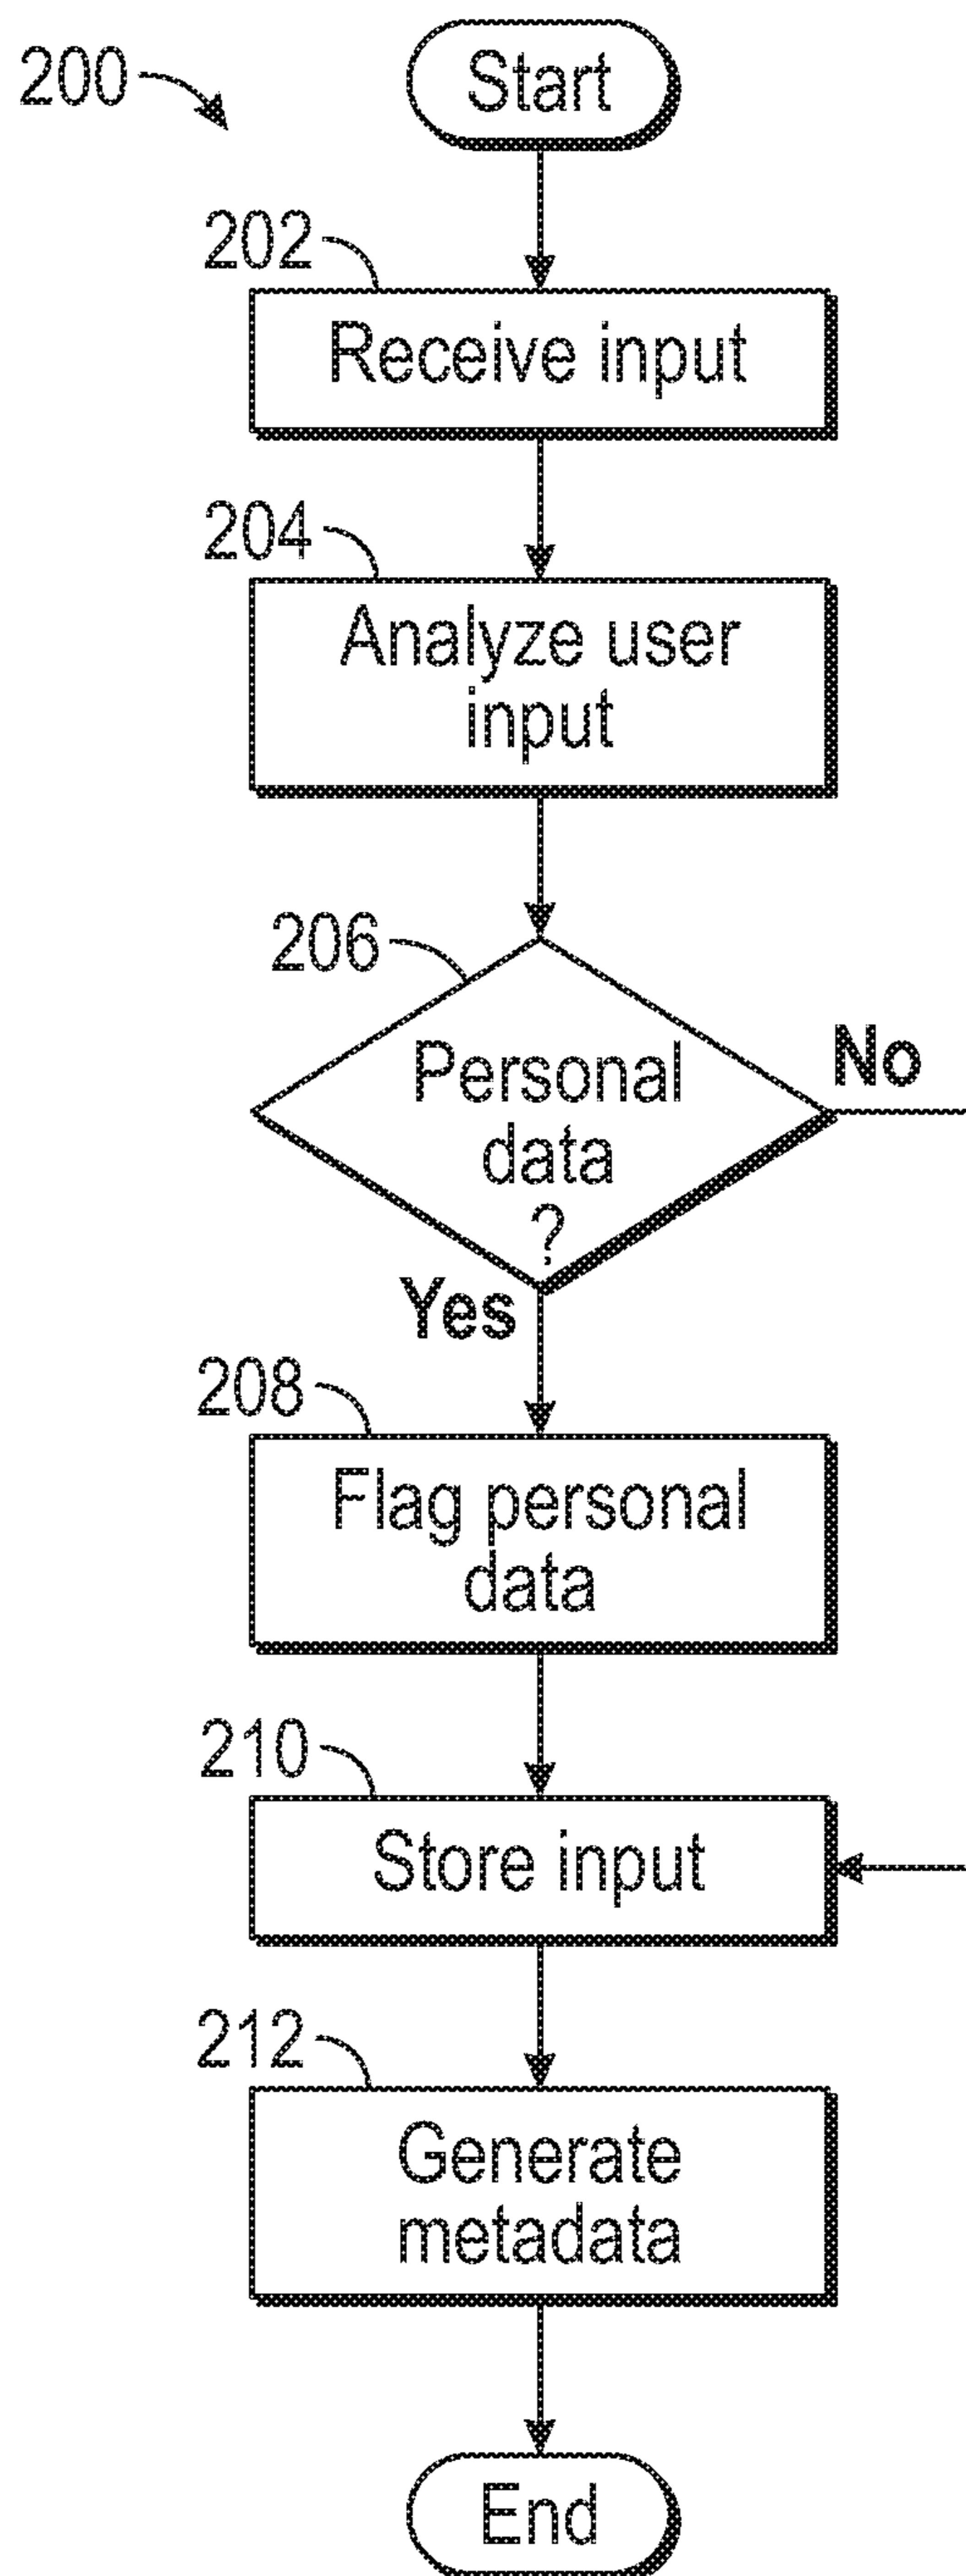 200
Start
202
Receive input
204
Analyze user
input
206
Personal
data
?
No
Yes
208
Flag personal
data
210
Store input
212
Generate
metadata
End